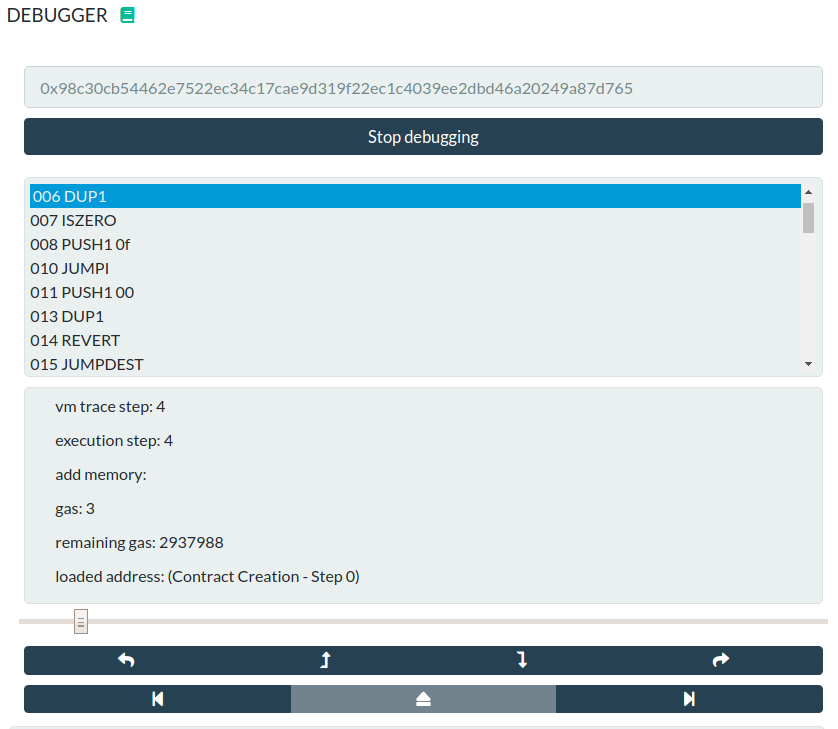 DEBUGGER
0x98c30cb54462e7522ec34c17cae9d319f22ec1c4039ee2dbd46a20249a87d765
Stop debugging
006 DUP1
007 ISZERO
008 PUSH1 0f
010 JUMPI
011 PUSH1 00
013 DUP1
014 REVERT
015 JUMPDEST
vm trace step: 4
execution step: 4
add memory:
gas: 3
remaining gas: 2937988
loaded address: (Contract Creation - Step 0)